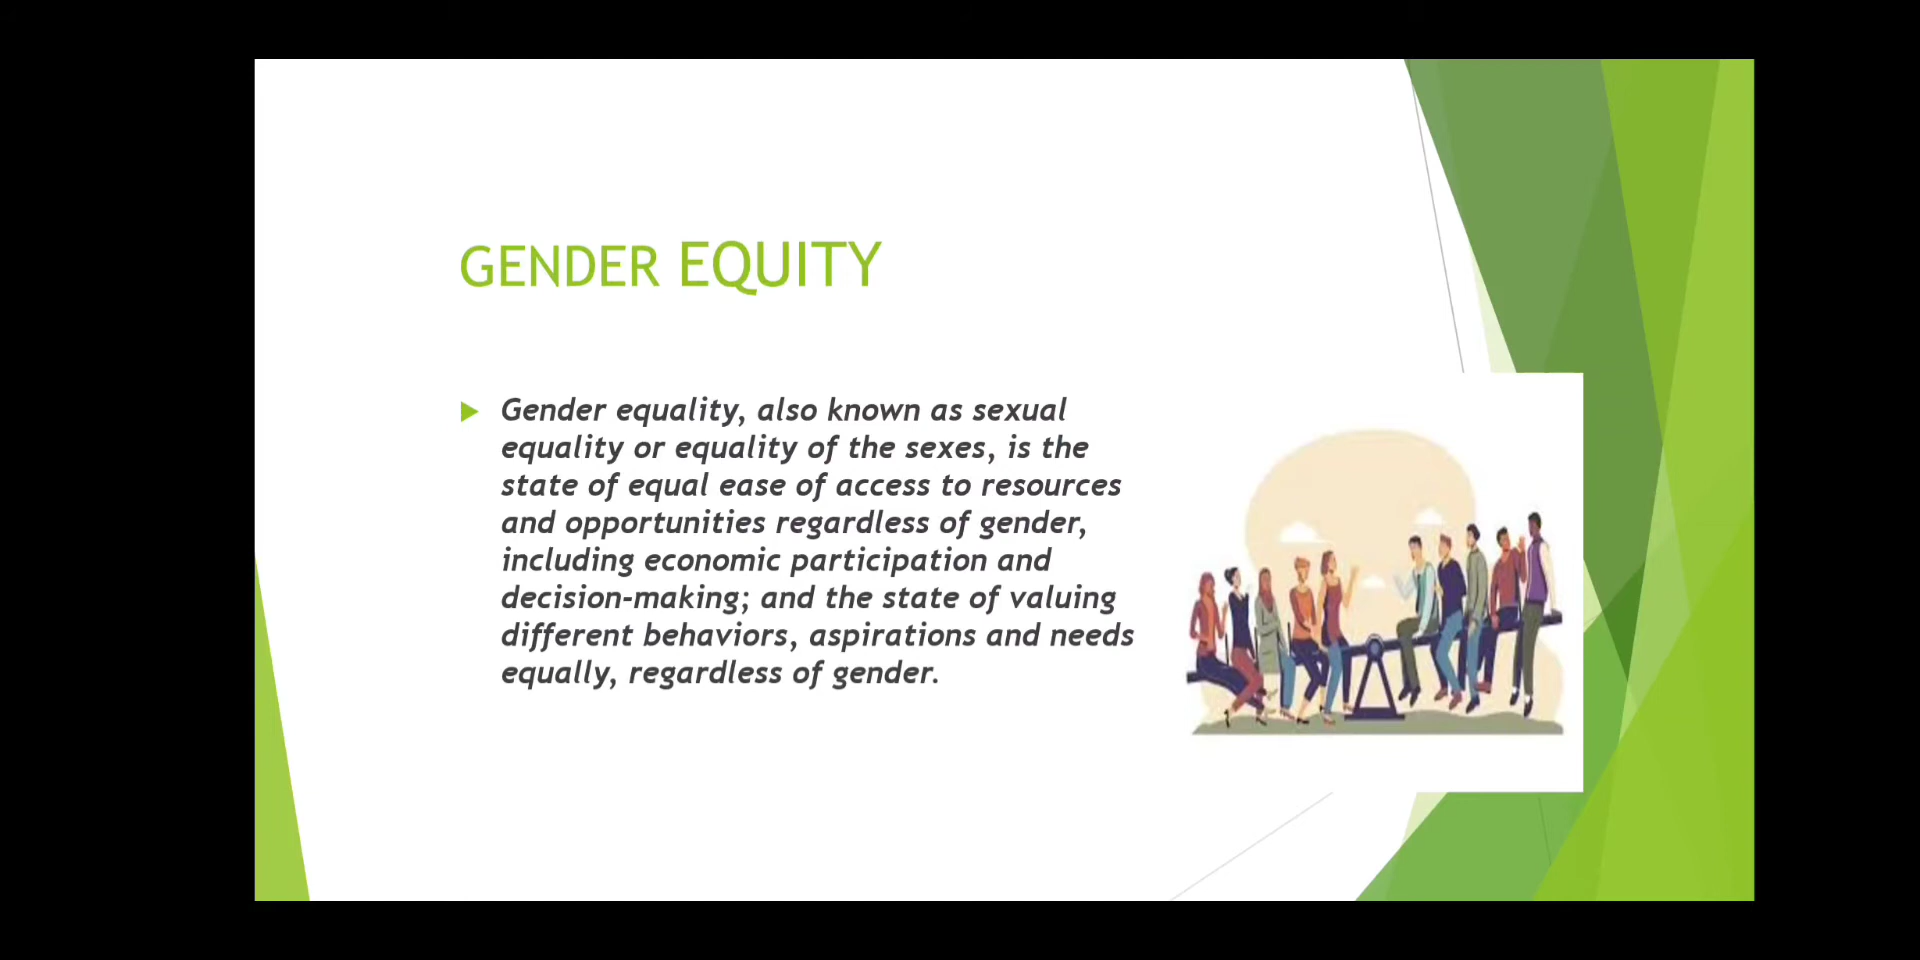 GENDER EQUITY
Gender equality, also known as sexual
equality or equality of the sexes, is the
state of equal ease of access to resources
and opportunities regardless of gender,
including economic participation and
decision-making; and the state of valuing
different behaviors, aspirations and needs
equally, regardless of gender.